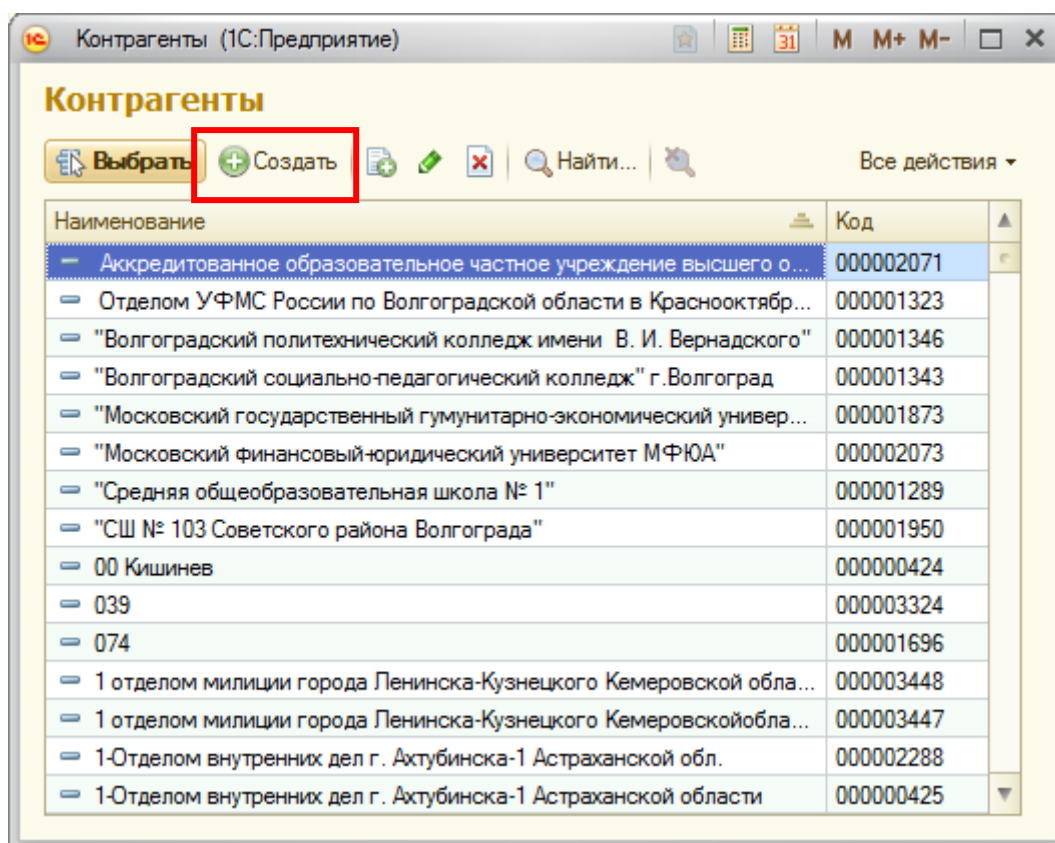 1С Контрагенты (1С:Предприятие) 31 M M+ M-
Контрагенты
Выбрать Создать Найти... Все действия
Наименование Код
Аккредитованное образовательное частное учреждение высшего о... 000002071
Отделом УФМС России по Волгоградской области в Краснооктябр... 000001323
"Волгоградский политехнический колледж имени В. И. Вернадского" 000001346
"Волгоградский социально-педагогический колледж" г.Волгоград 000001343
"Московский государственный гумунитарно-экономический универ... 000001873
"Московский финансовый-юридический университет МФЮА" 000002073
"Средняя общеобразовательная школа № 1" 000001289
"СШ № 103 Советского района Волгограда" 000001950
00 Кишинев 000000424
039 000003324
074 000001696
1 отделом милиции города Ленинска-Кузнецкого Кемеровской обла... 000003448
1 отделом милиции города Ленинска-Кузнецкого Кемеровскойобла... 000003447
1-Отделом внутренних дел г. Ахтубинска-1 Астраханской обл. 000002288
1-Отделом внутренних дел г. Ахтубинска-1 Астраханской области 000000425